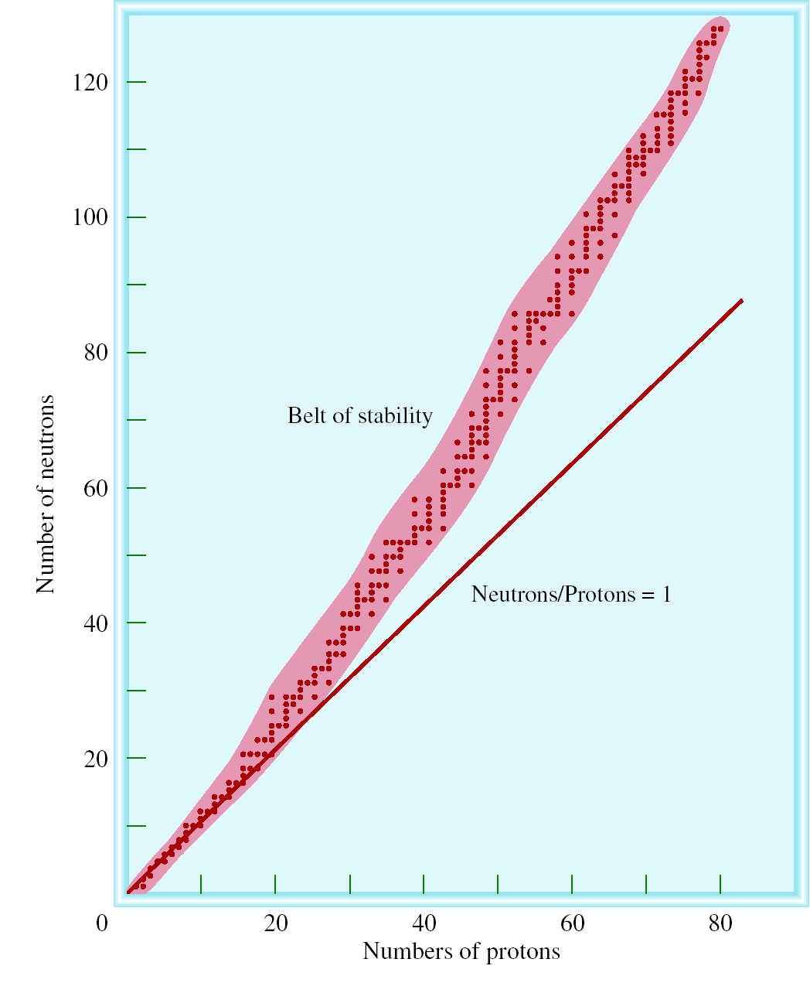 120
100
80
60
40
20
Number of neutrons
Belt of stability
Neutrons/Protons = 1
0 20 40 60 80
Numbers of protons